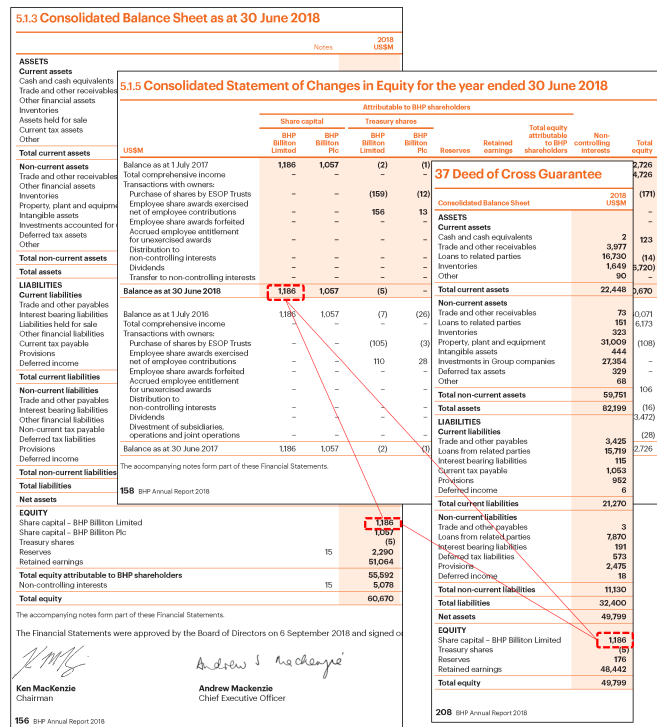 5.1.3 Consolidated Balance Sheet as at 30 June 2018
Notes 2018 US$M
ASSETS
Current assets
Cash and cash equivalents
Trade and other receivables
Other financial assets
Inventories
Assets held for sale
Current tax assets
Other
Total current assets
Non-current assets
Trade and other receivables
Other financial assets
Inventories
Property, plant and equipme
Intangible assets
Investments accounted for
Deferred tax assets
Other
Total non-current assets
Total assets
LIABILITIES
Current liabilities
Trade and other payables
Interest bearing liabilities
Liabilities held for sale
Other financial liabilities
Current tax payable
Provisions
Deferred income
Total current liabilities
Non-current liabilities
Trade and other payables
Interest bearing liabilities
Other financial liabilities
Non-current tax payable
Deferred tax liabilities
Provisions
Deferred income
Total non-current liabilities
Total liabilities
Net assets
EQUITY
Share capital – BHP Billiton Limited 1,186
Share capital – BHP Billiton Plc 1,057
Treasury shares (5)
Reserves 15 2,290
Retained earnings 51,064
Total equity attributable to BHP shareholders 55,592
Non-controlling interests 15 5,078
Total equity 60,670
The accompanying notes form part of these Financial Statements.
The Financial Statements were approved by the Board of Directors on 6 September 2018 and signed o
Andrew S Mackenzie
Ken MacKenzie
Chairman
Andrew Mackenzie
Chief Executive Officer
156 BHP Annual Report 2018
5.1.5 Consolidated Statement of Changes in Equity for the year ended 30 June 2018
Attributable to BHP shareholders
Share capital Treasury shares
US$M BHP Billiton Limited BHP Billiton Plc BHP Billiton Limited BHP Billiton Plc Reserves Retained earnings Total equity attributable to BHP shareholders Non-controlling interests Total equity
Balance as at 1 July 2017 1,186 1,057 (2) (1) 2,726
Total comprehensive income – – – – 4,726
Transactions with owners:
Purchase of shares by ESOP Trusts – – (159) (12) (171)
Employee share awards exercised
net of employee contributions – – 156 13 –
Employee share awards forfeited – – – – –
Accrued employee entitlement
for unexercised awards – – – – 123
Distribution to
non-controlling interests – – – – (14)
Dividends – – – – 6,720)
Transfer to non-controlling interests – – – – –
Balance as at 30 June 2018 1,186 1,057 (5) – 0,670
Balance as at 1 July 2016 1,186 1,057 (7) (26) 0,071
Total comprehensive income – – – – 6,173
Transactions with owners:
Purchase of shares by ESOP Trusts – – (105) (3) (108)
Employee share awards exercised
net of employee contributions – – 110 28 –
Employee share awards forfeited – – – – –
Accrued employee entitlement
for unexercised awards – – – – 106
Distribution to
non-controlling interests – – – – (16)
Dividends – – – – 3,472)
Divestment of subsidiaries,
operations and joint operations – – – – (28)
Balance as at 30 June 2017 1,186 1,057 (2) (1) 2,726
The accompanying notes form part of these Financial Statements.
158 BHP Annual Report 2018
37 Deed of Cross Guarantee
Consolidated Balance Sheet 2018 US$M
ASSETS
Current assets
Cash and cash equivalents 2
Trade and other receivables 3,977
Loans to related parties 16,730
Inventories 1,649
Other 90
Total current assets 22,448
Non-current assets
Trade and other receivables 73
Loans to related parties 151
Inventories 323
Property, plant and equipment 31,009
Intangible assets 444
Investments in Group companies 27,354
Deferred tax assets 329
Other 68
Total non-current assets 59,751
Total assets 82,199
LIABILITIES
Current liabilities
Trade and other payables 3,425
Loans from related parties 15,719
Interest bearing liabilities 115
Current tax payable 1,053
Provisions 952
Deferred income 6
Total current liabilities 21,270
Non-current liabilities
Trade and other payables 3
Loans from related parties 7,870
Interest bearing liabilities 191
Deferred tax liabilities 573
Provisions 2,475
Deferred income 18
Total non-current liabilities 11,130
Total liabilities 32,400
Net assets 49,799
EQUITY
Share capital – BHP Billiton Limited 1,186
Treasury shares (5)
Reserves 176
Retained earnings 48,442
Total equity 49,799
208 BHP Annual Report 2018